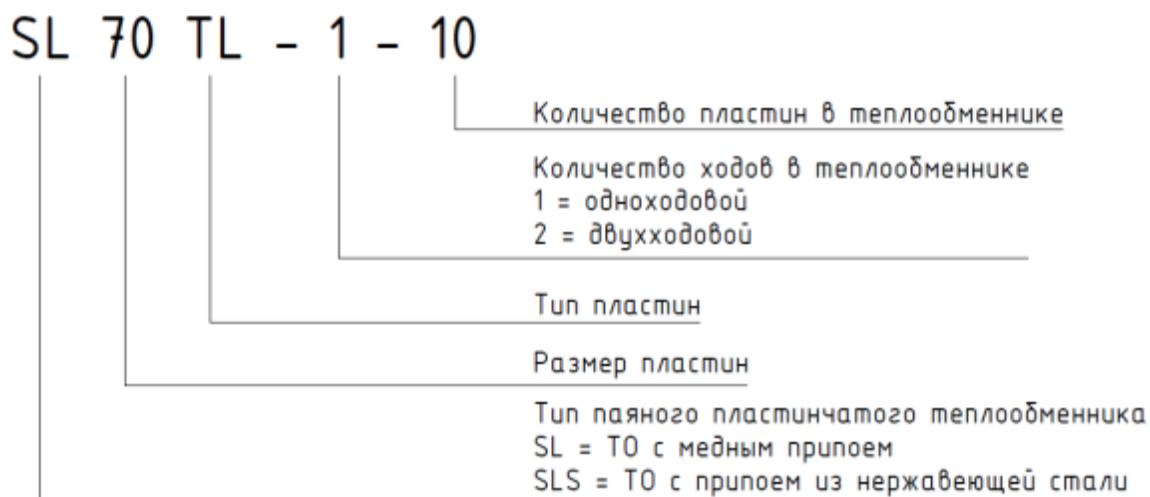 SL 70 TL - 1 - 10
Количество пластин в теплообменнике
Количество ходов в теплообменнике
1 = одноходовой
2 = двухходовой
Тип пластин
Размер пластин
Тип паяного пластинчатого теплообменника
SL = ТО с медным припоем
SLS = ТО с припоем из нержавеющей стали